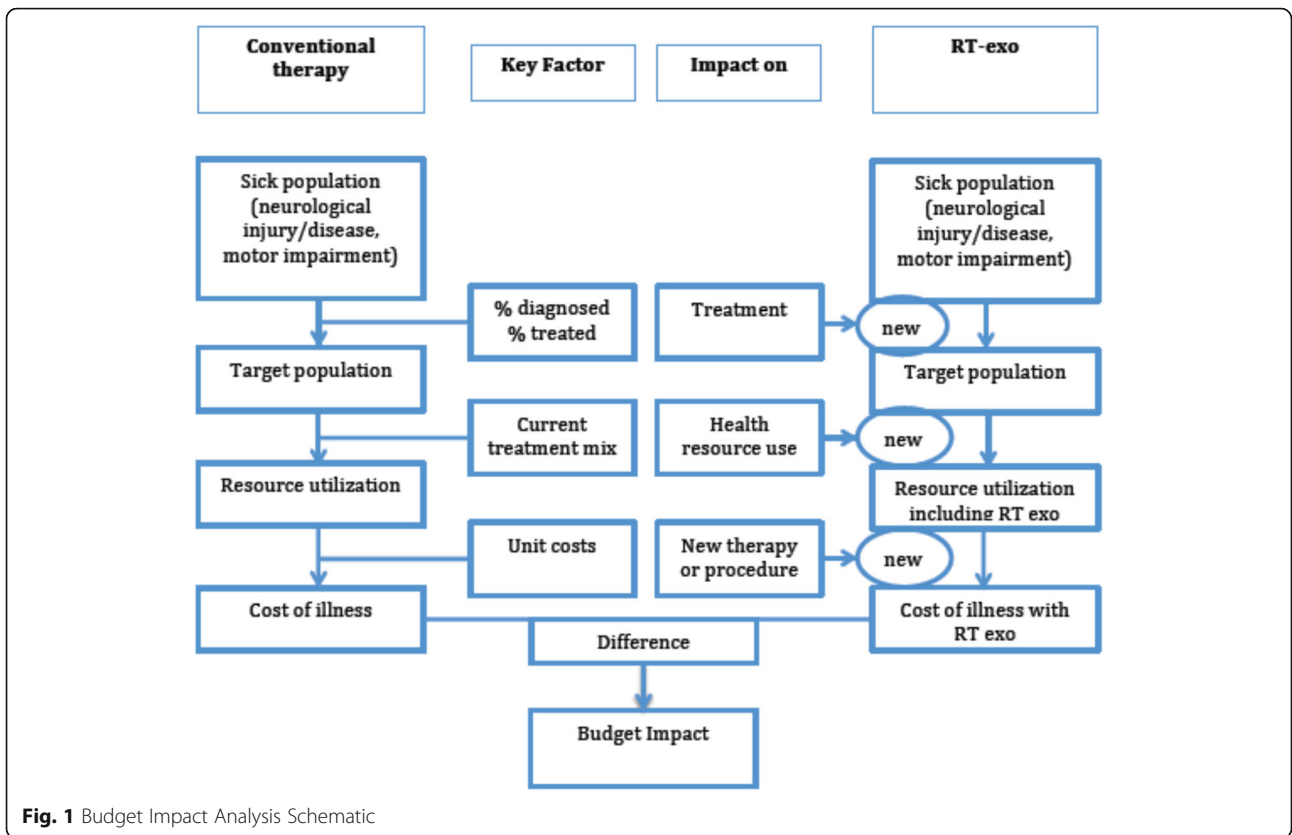 Conventional
therapy
Key Factor
Impact on
RT-exo
Sick population
(neurological
injury/disease,
motor impairment)
Sick population
(neurological
injury/disease,
motor impairment)
% diagnosed
% treated
Treatment
new
Target population
Target population
Current
treatment mix
Health
resource use
new
Resource utilization
Resource utilization
including RT exo
Unit costs
New therapy
or procedure
new
Cost of illness
Cost of illness with
RT exo
Difference
Budget Impact
Fig. 1 Budget Impact Analysis Schematic